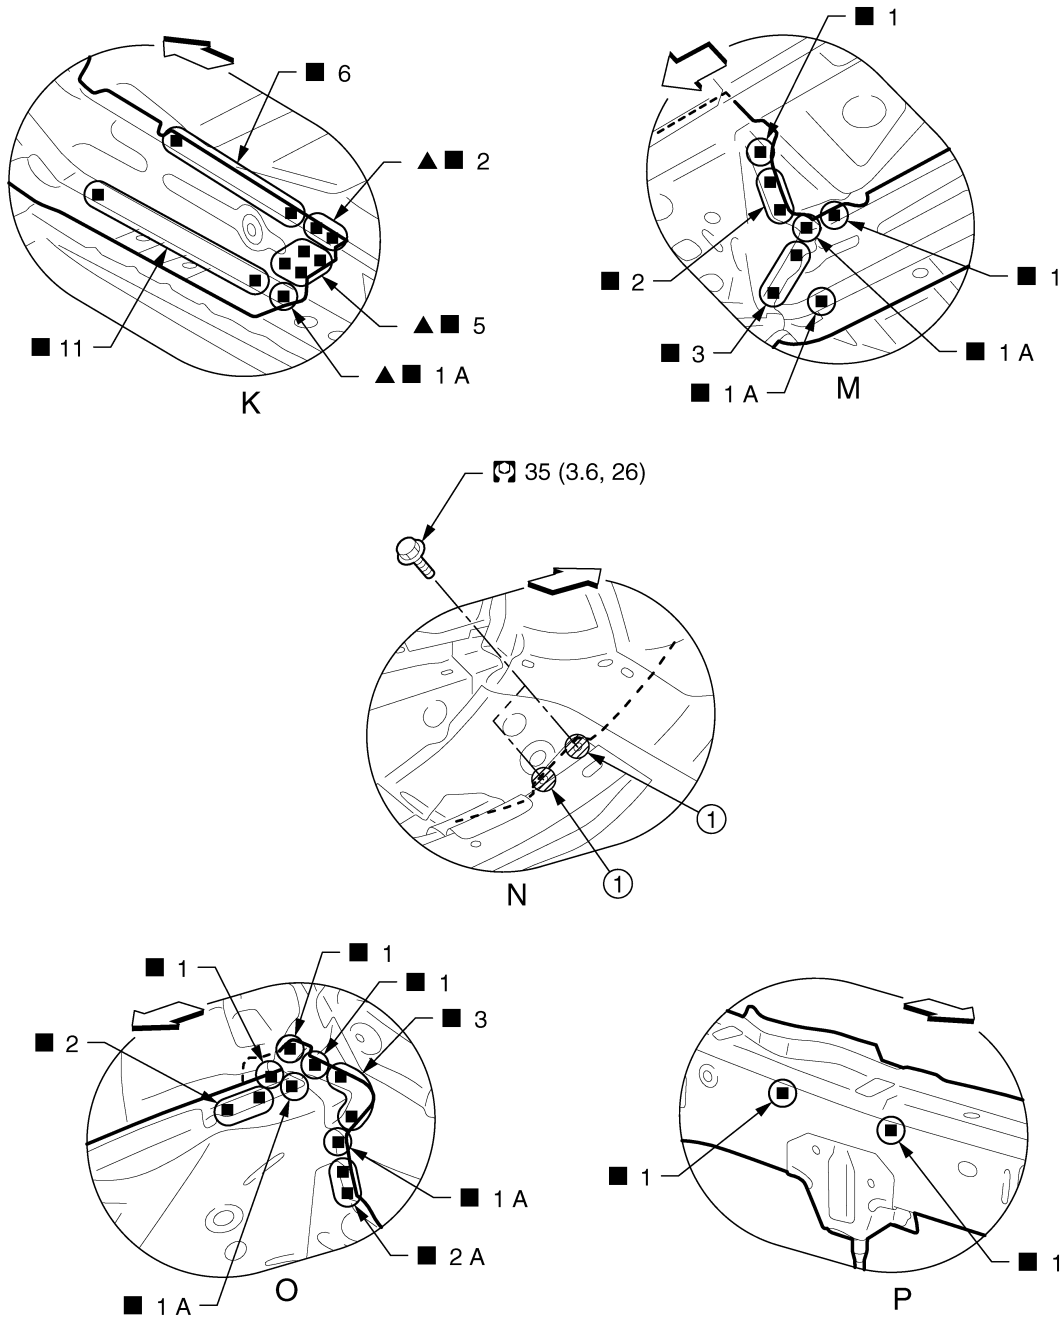 ■ 6
▲ ■ 2
▲ ■ 5
▲ ■ 1 A
■ 11
K
■ 1
■ 2
■ 1
■ 3
■ 1 A
■ 1 A
M
35 (3.6, 26)
1
1
N
■ 1
■ 1
■ 1
■ 3
■ 2
■ 1 A
■ 2 A
■ 1 A
O
■ 1
■ 1
P